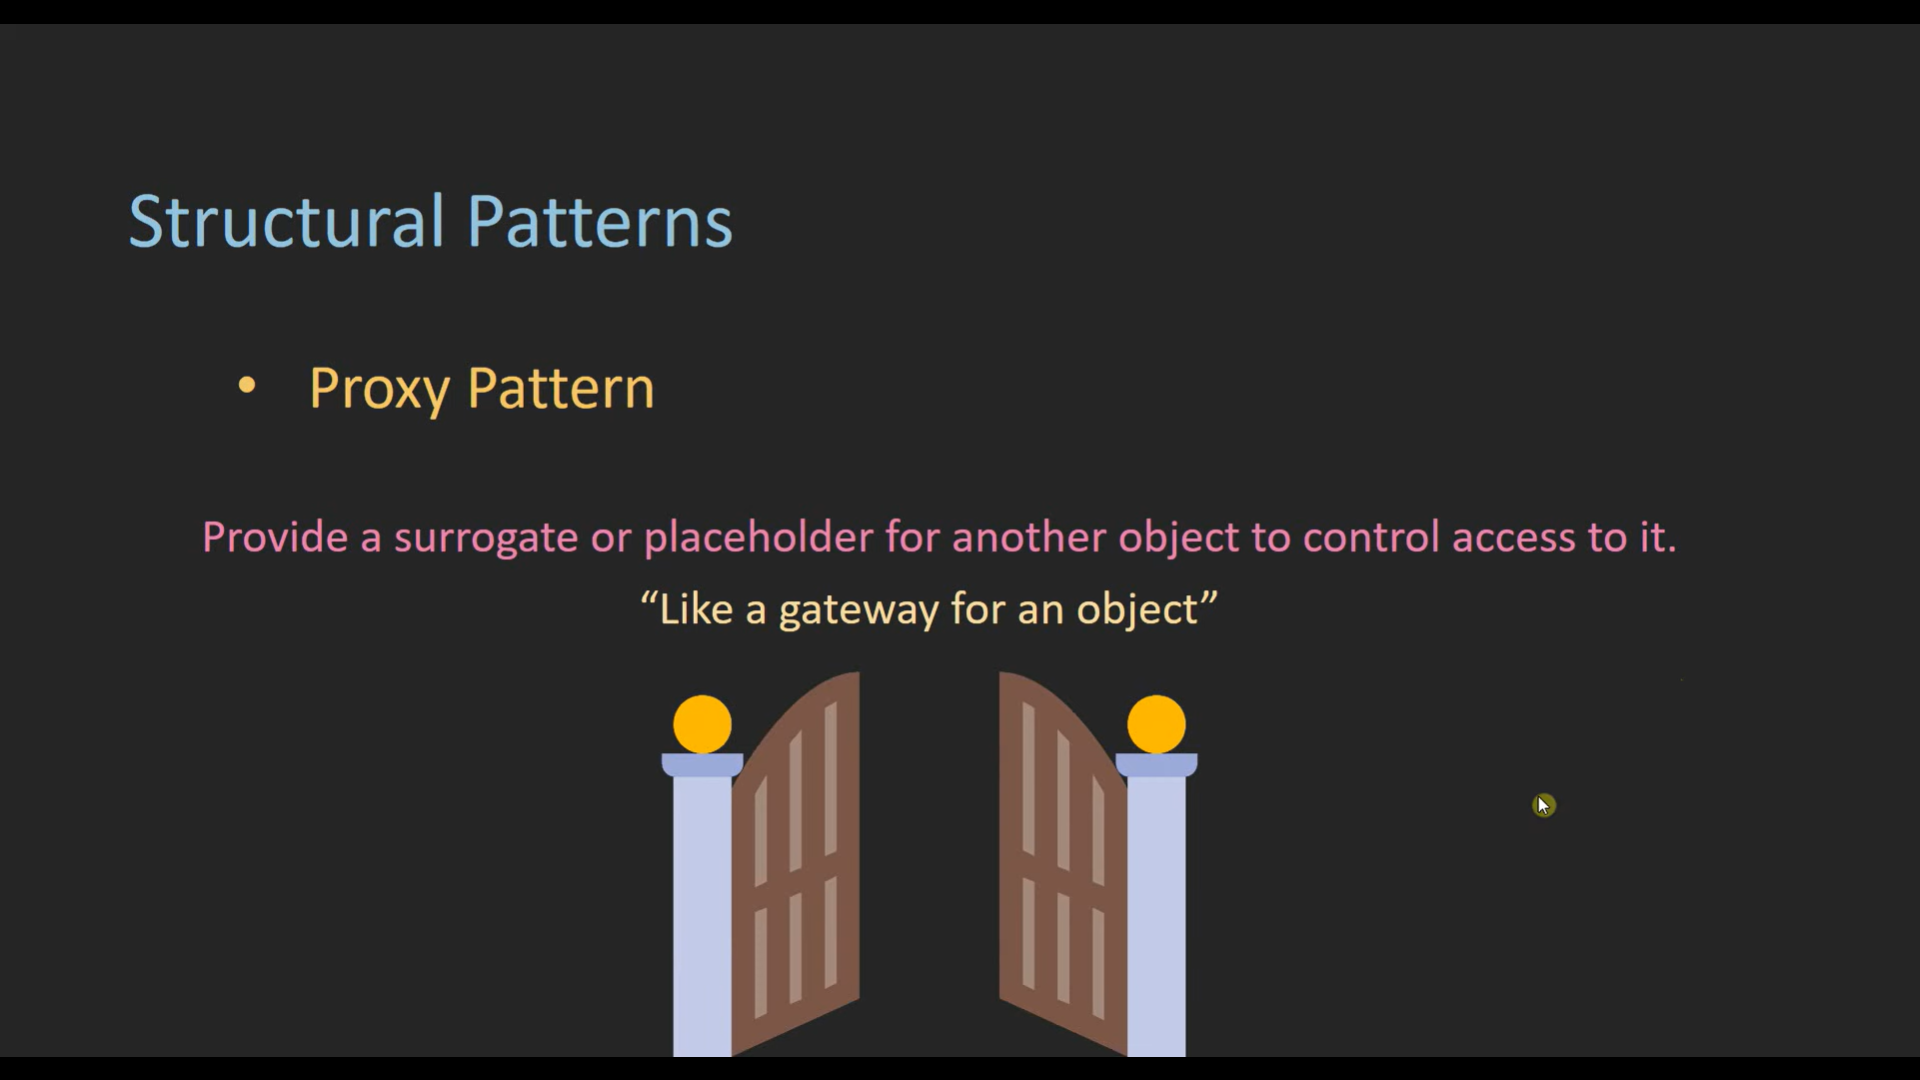 Structural Patterns
• Proxy Pattern
Provide a surrogate or placeholder for another object to control access to it.
“Like a gateway for an object”